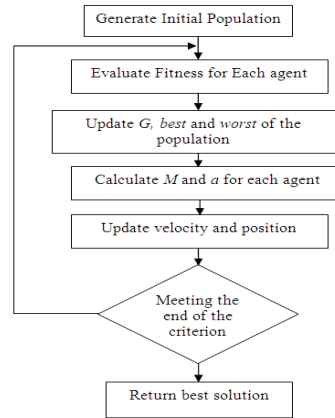 Generate Initial Population
Evaluate Fitness for Each agent
Update G, best and worst of the
population
Calculate M and a for each agent
Update velocity and position
Meeting the
end of the
criterion
Return best solution